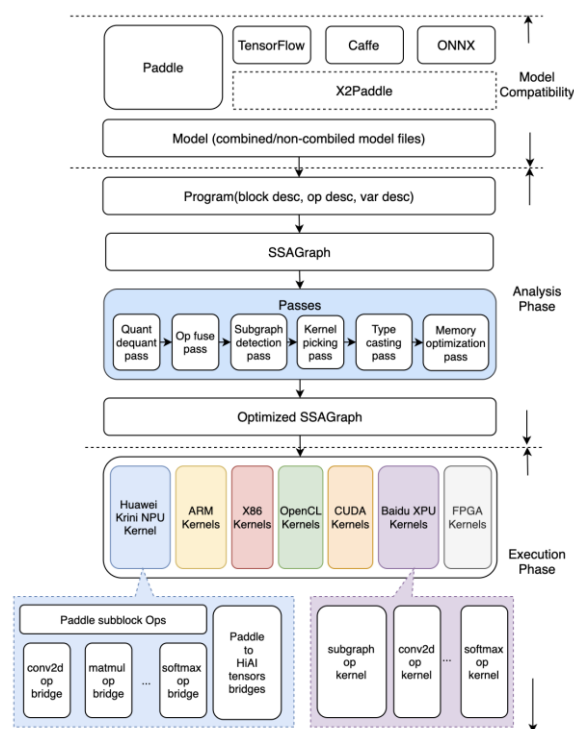 TensorFlow
Caffe
ONNX
Paddle
X2Paddle
Model
Compatibility
Model (combined/non-combiled model files)
Program(block desc, op desc, var desc)
SSAGraph
Analysis
Phase
Passes
Quant
dequant
pass
Op fuse
pass
Subgraph
detection
pass
Kernel
picking
pass
Type
casting
pass
Memory
optimization
pass
Optimized SSAGraph
Huawei
Krini NPU
Kernel
ARM
Kernels
X86
Kernels
OpenCL
Kernels
CUDA
Kernels
Baidu XPU
Kernels
FPGA
Kernels
Execution
Phase
Paddle subblock Ops
conv2d
op
bridge
matmul
op
bridge
...
softmax
op
bridge
Paddle
to
HiAI
tensors
bridges
subgraph
op
kernel
conv2d
op
kernel
...
softmax
op
kernel